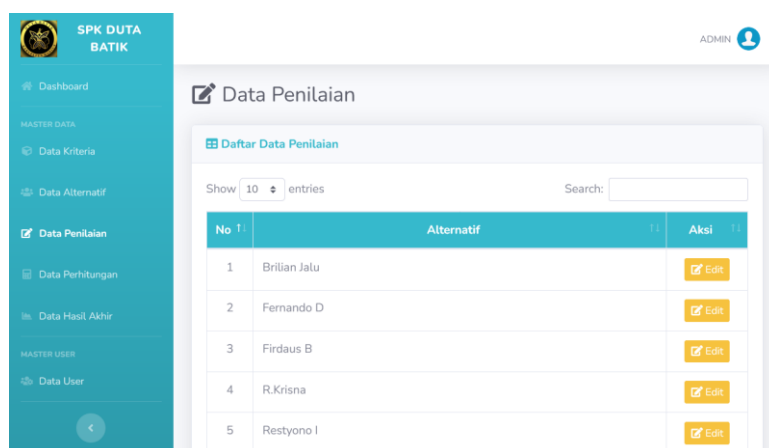 SPK DUTA
BATIK
ADMIN
Dashboard
MASTER DATA
Data Kriteria
Data Alternatif
Data Penilaian
Data Perhitungan
Data Hasil Akhir
MASTER USER
Data User
Data Penilaian
Daftar Data Penilaian
Show 10 entries Search:
No Alternatif Aksi
1 Brilian Jalu Edit
2 Fernando D Edit
3 Firdaus B Edit
4 R.Krisna Edit
5 Restyono I Edit